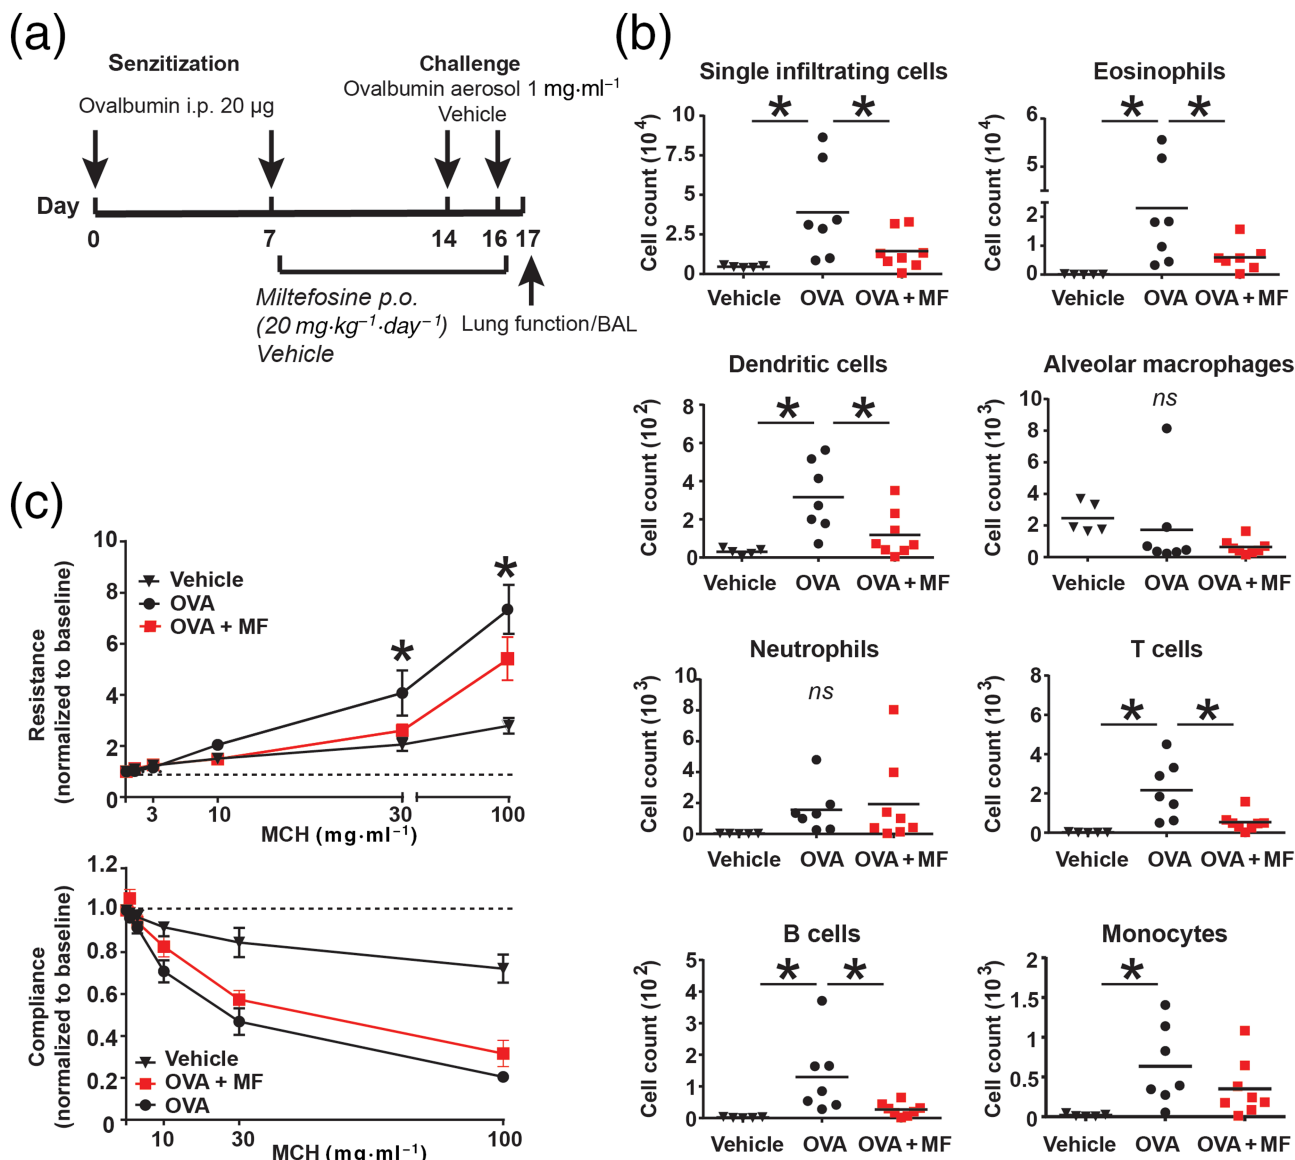 (a)
Senzitization
Ovalbumin i.p. 20 µg
Challenge
Ovalbumin aerosol 1 mg·ml⁻¹
Vehicle
Day
0 7 14 16 17
Miltefosine p.o.
(20 mg·kg⁻¹·day⁻¹)
Vehicle
Lung function/BAL
(b)
Single infiltrating cells
* *
Cell count (10⁴)
10
7.5
5
2.5
0
Vehicle OVA OVA + MF
Eosinophils
* *
Cell count (10⁴)
6
5
2
1
0
Vehicle OVA OVA + MF
Dendritic cells
* *
Cell count (10²)
8
6
4
2
0
Vehicle OVA OVA + MF
Alveolar macrophages
ns
Cell count (10³)
10
8
6
4
2
0
Vehicle OVA OVA + MF
Neutrophils
ns
Cell count (10³)
10
8
6
4
2
0
Vehicle OVA OVA + MF
T cells
* *
Cell count (10³)
8
6
4
2
0
Vehicle OVA OVA + MF
B cells
* *
Cell count (10²)
5
4
3
2
1
0
Vehicle OVA OVA + MF
Monocytes
*
Cell count (10³)
2
1.5
1
0.5
0
Vehicle OVA OVA + MF
(c)
Resistance
(normalized to baseline)
10
8
6
4
2
0
Vehicle
OVA
OVA + MF
* *
3 10 30 100
MCH (mg·ml⁻¹)
Compliance
(normalized to baseline)
1.2
1.0
0.8
0.6
0.4
0.2
0
Vehicle
OVA + MF
OVA
10 30 100
MCH (mg·ml⁻¹)